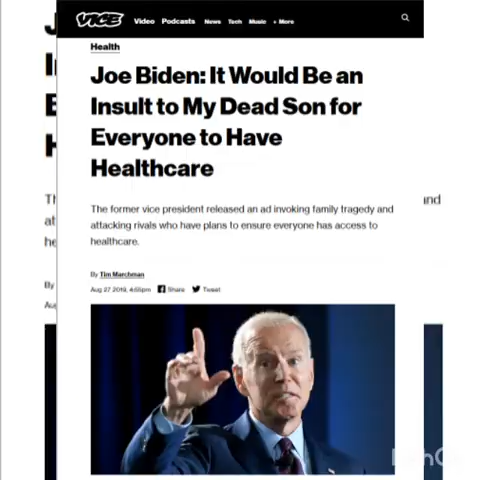 VICE Video Podcasts News Tech Music + More
Health
Joe Biden: It Would Be an
Insult to My Dead Son for
Everyone to Have
Healthcare
The former vice president released an ad invoking family tragedy and
attacking rivals who have plans to ensure everyone has access to
healthcare.
By Tim Marchman
Aug 27 2019, 4:55pm Share Tweet